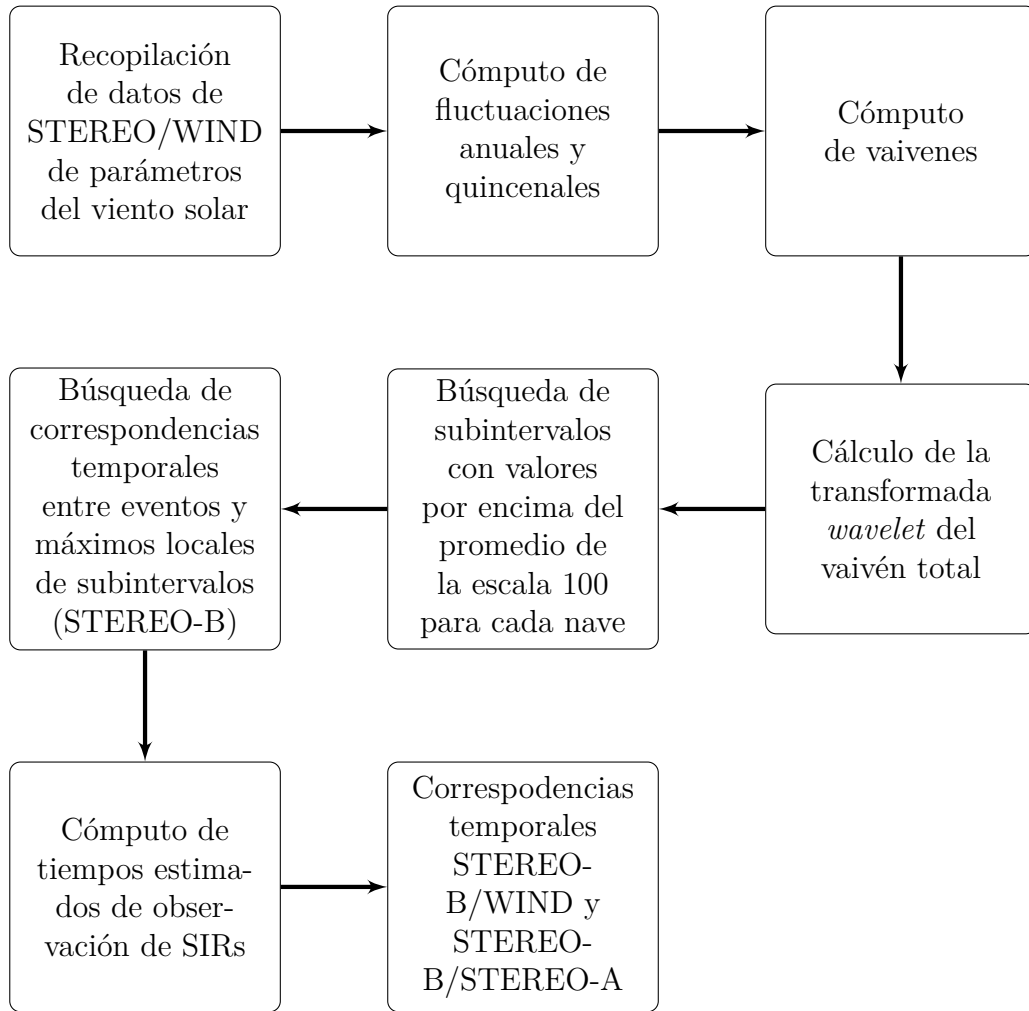 Recopilación
de datos de
STEREO/WIND
de parámetros
del viento solar
Cómputo de
fluctuaciones
anuales y
quincenales
Cómputo
de vaivenes
Cálculo de la
transformada
wavelet del
vaivén total
Búsqueda de
subintervalos
con valores
por encima del
promedio de
la escala 100
para cada nave
Búsqueda de
correspondencias
temporales
entre eventos y
máximos locales
de subintervalos
(STEREO-B)
Cómputo de
tiempos estima-
dos de obser-
vación de SIRs
Correspodencias
temporales
STEREO-
B/WIND y
STEREO-
B/STEREO-A